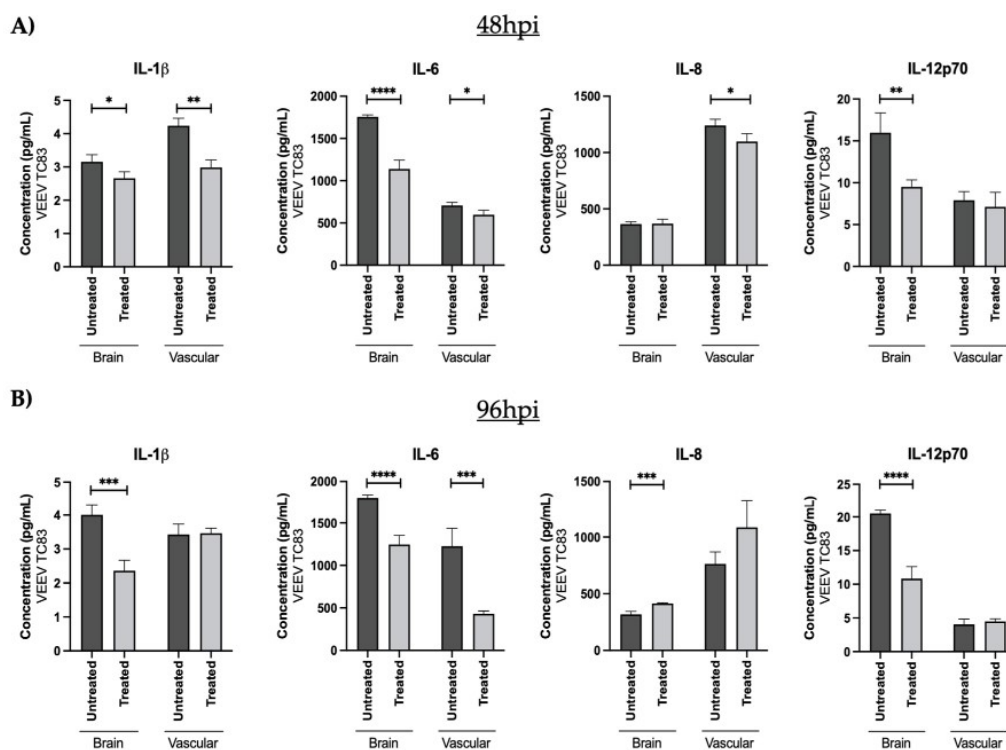 A)
48hpi
IL-1β
IL-6
IL-8
IL-12p70
* **
**** *
*
**
Concentration (pg/mL)
VEEV TC83
5
4
3
2
1
0
Untreated
Treated
Untreated
Treated
Brain
Vascular
Concentration (pg/mL)
VEEV TC83
2000
1500
1000
500
0
Untreated
Treated
Untreated
Treated
Brain
Vascular
Concentration (pg/mL)
VEEV TC83
1500
1000
500
0
Untreated
Treated
Untreated
Treated
Brain
Vascular
Concentration (pg/mL)
VEEV TC83
20
15
10
5
0
Untreated
Treated
Untreated
Treated
Brain
Vascular
B)
96hpi
IL-1β
IL-6
IL-8
IL-12p70
***
**** ***
***
****
Concentration (pg/mL)
VEEV TC83
5
4
3
2
1
0
Untreated
Treated
Untreated
Treated
Brain
Vascular
Concentration (pg/mL)
VEEV TC83
2000
1500
1000
500
0
Untreated
Treated
Untreated
Treated
Brain
Vascular
Concentration (pg/mL)
VEEV TC83
1500
1000
500
0
Untreated
Treated
Untreated
Treated
Brain
Vascular
Concentration (pg/mL)
VEEV TC83
25
20
15
10
5
0
Untreated
Treated
Untreated
Treated
Brain
Vascular